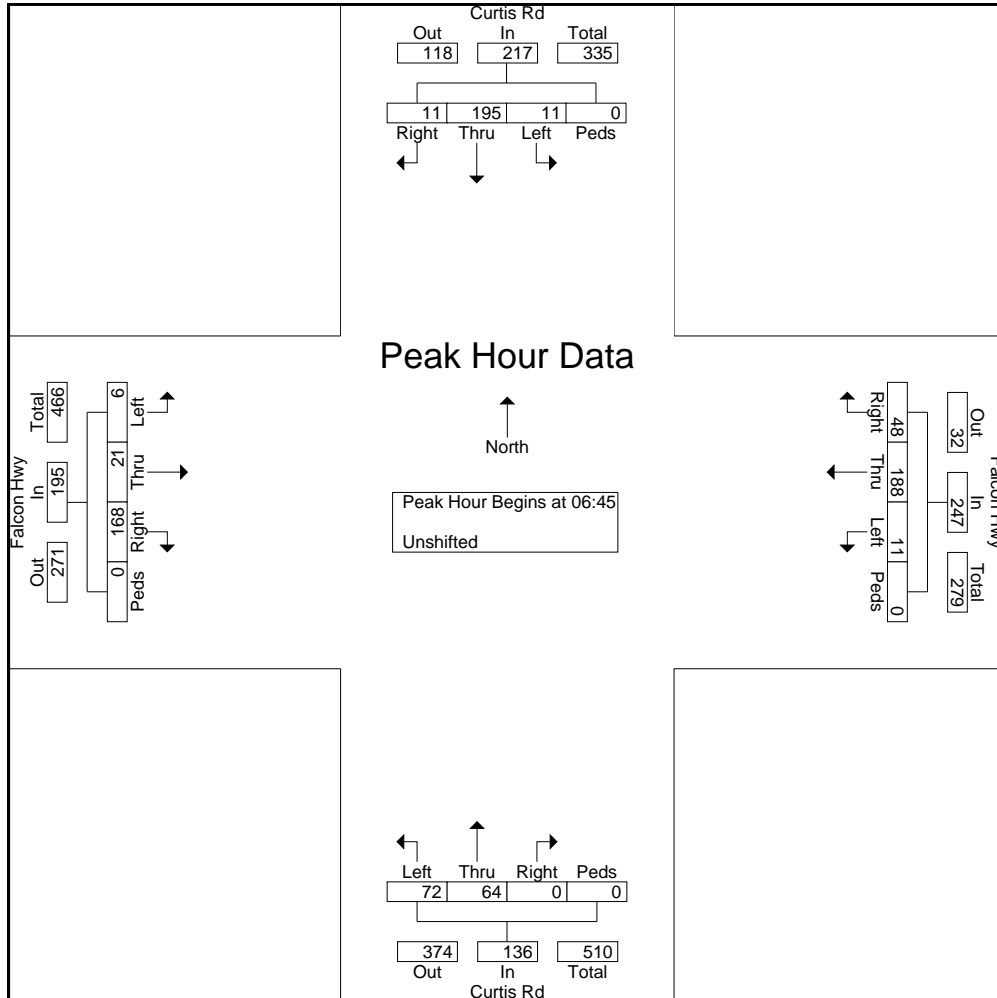 Curtis Rd
Out In Total
118 217 335
11 195 11 0
Right Thru Left Peds
Peak Hour Data
North
Peak Hour Begins at 06:45
Unshifted
Falcon Hwy
Out In Total
271 195 466
Left Thru Right Peds
6 21 168 0
Falcon Hwy
Out In Total
32 247 279
48 188 11 0
Right Thru Left Peds
Left Thru Right Peds
72 64 0 0
374 136 510
Out In Total
Curtis Rd